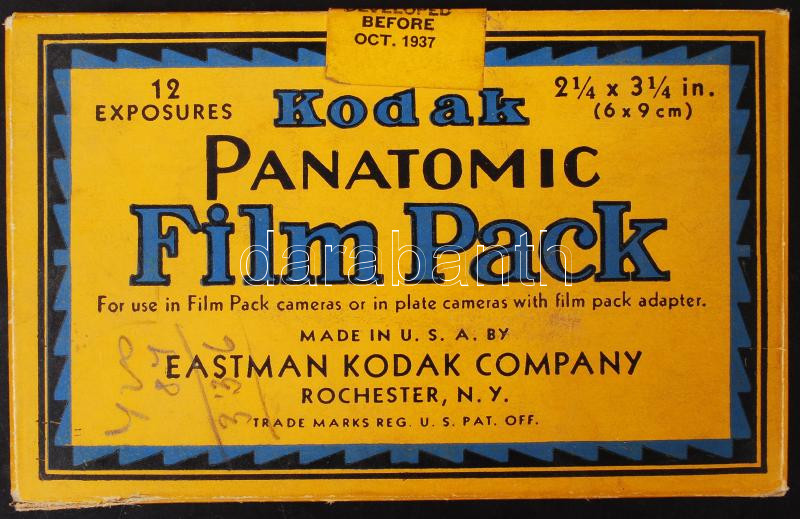 DEVELOPED
BEFORE
OCT. 1937
12
EXPOSURES
2¼ x 3¼ in.
(6 x 9 cm)
Kodak
PANATOMIC
Film Pack
darabanth
For use in Film Pack cameras or in plate cameras with film pack adapter.
MADE IN U. S. A. BY
EASTMAN KODAK COMPANY
ROCHESTER, N. Y.
TRADE MARKS REG. U. S. PAT. OFF.